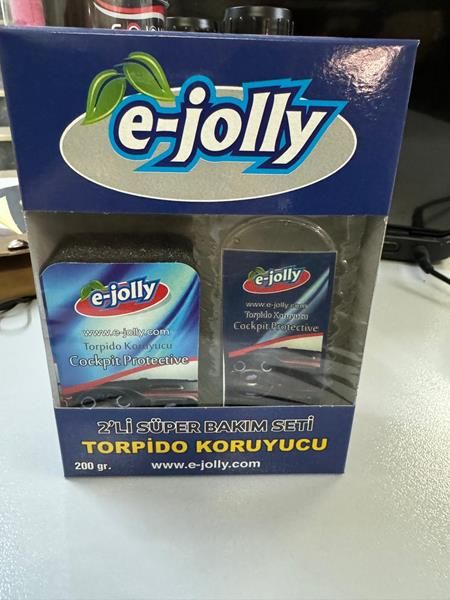 e-jolly
e-jolly
www.e-jolly.com
Torpido Koruyucu
Cockpit Protective
e-jolly
www.e-jolly.com
Torpido Koruyucu
Cockpit Protective
2'Lİ SÜPER BAKIM SETİ
TORPİDO KORUYUCU
200 gr.
www.e-jolly.com